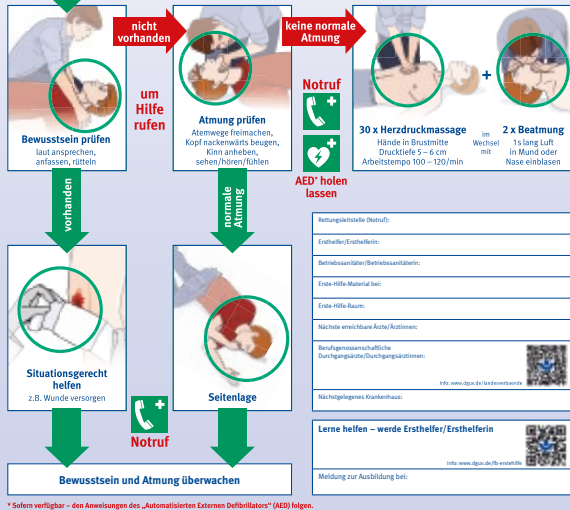 nicht
vorhanden
keine normale
Atmung
um
Hilfe
rufen
Notruf
AED* holen
lassen
Bewusstsein prüfen
laut ansprechen,
anfassen, rütteln
Atmung prüfen
Atemwege freimachen,
Kopf nackenwärts beugen,
Kinn anheben,
sehen/hören/fühlen
30 x Herzdruckmassage
Hände in Brustmitte
Drucktiefe 5 – 6 cm
Arbeitstempo 100 – 120/min
+
im
Wechsel
mit
2 x Beatmung
1 s lang Luft
in Mund oder
Nase einblasen
vorhanden
normale
Atmung
Situationsgerecht
helfen
z.B. Wunde versorgen
Seitenlage
Notruf
Bewusstsein und Atmung überwachen
Rettungsleitstelle (Notruf):
Ersthelfer/Ersthelferin:
Betriebssanitäter/Betriebssanitäterin:
Erste-Hilfe-Material bei:
Erste-Hilfe-Raum:
Nächste erreichbare Ärzte/Ärztinnen:
Berufsgenossenschaftliche
Durchgangsärzte/Durchgangsärztinnen:
Info: www.dguv.de/landesverbaende
Nächstgelegenes Krankenhaus:
Lerne helfen – werde Ersthelfer/Ersthelferin
Info: www.dguv.de/fb-erstehilfe
Meldung zur Ausbildung bei:
* Sofern verfügbar – den Anweisungen des „Automatisierten Externen Defibrillators“ (AED) folgen.